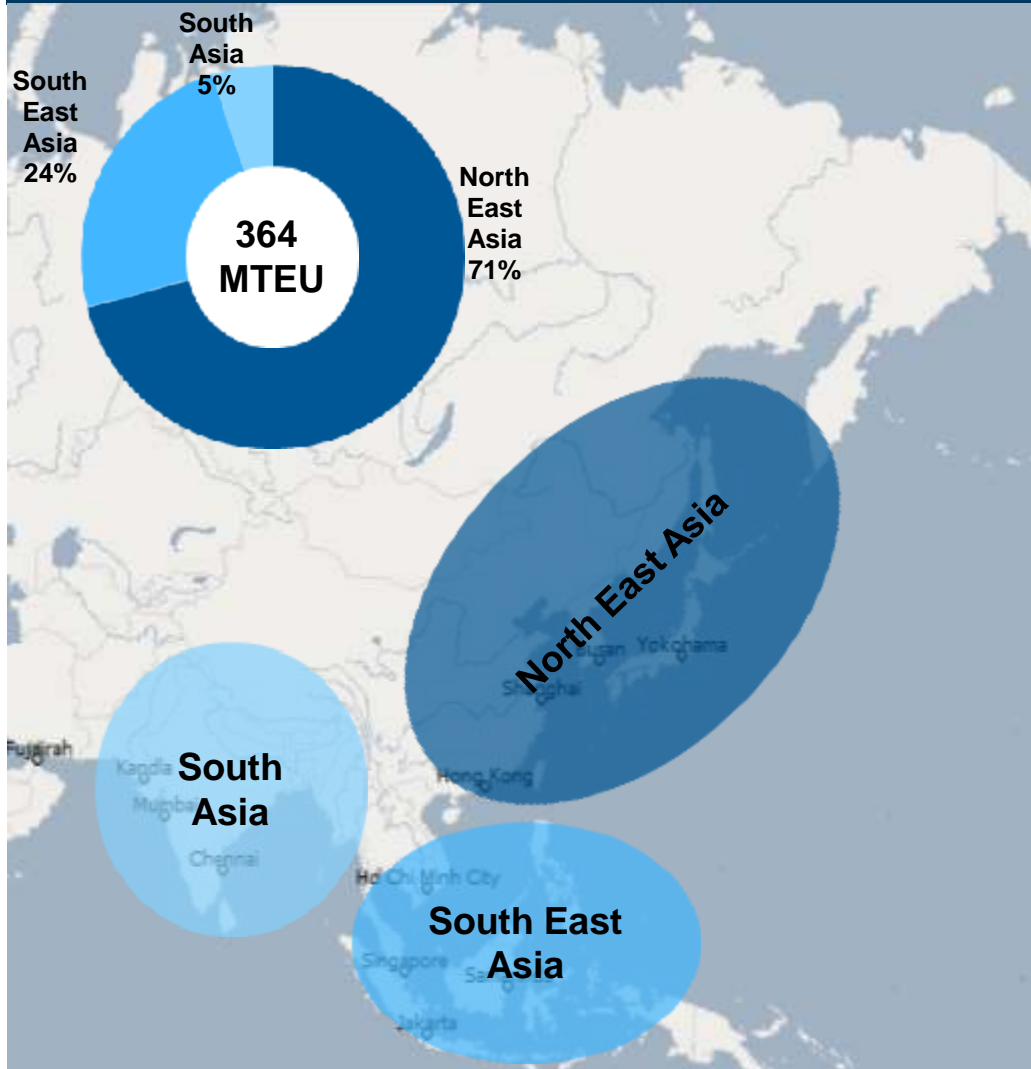 South
Asia
5%
South
East
Asia
24%
North
East
Asia
71%
364
MTEU
North East Asia
Busan
Yokohama
Shanghai
Fujairah
Kandla
South
Asia
Hong Kong
Mumbai
Chennai
Ho Chi Minh City
South East
Asia
Singapore
Jakarta